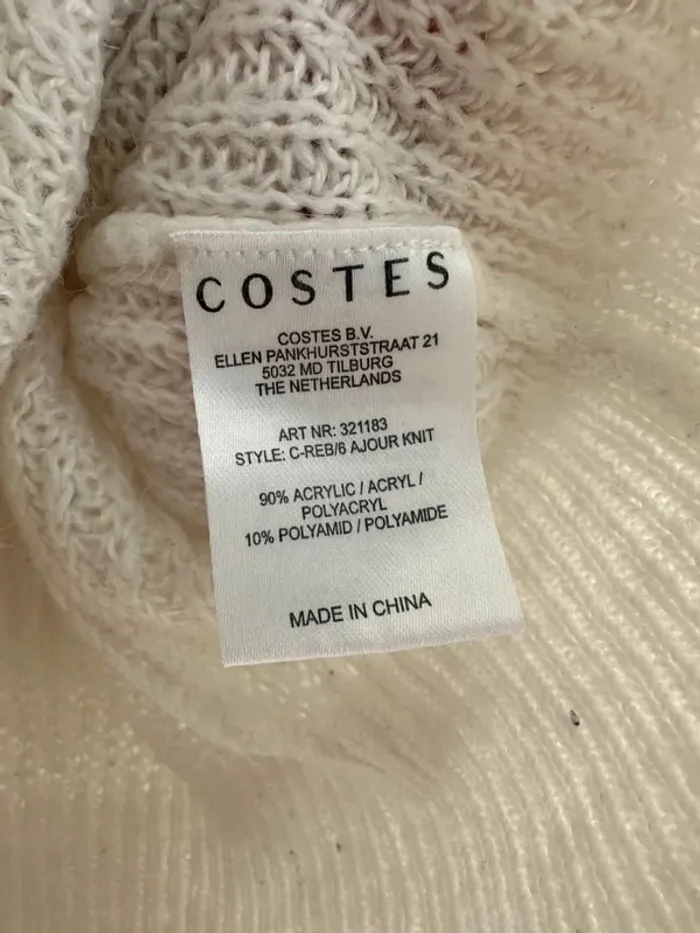 COSTES
COSTES B.V.
ELLEN PANKHURSTSTRAAT 21
5032 MD TILBURG
THE NETHERLANDS
ART NR: 321183
STYLE: C-REB/6 AJOUR KNIT
90% ACRYLIC / ACRYL /
POLYACRYL
10% POLYAMID / POLYAMIDE
MADE IN CHINA